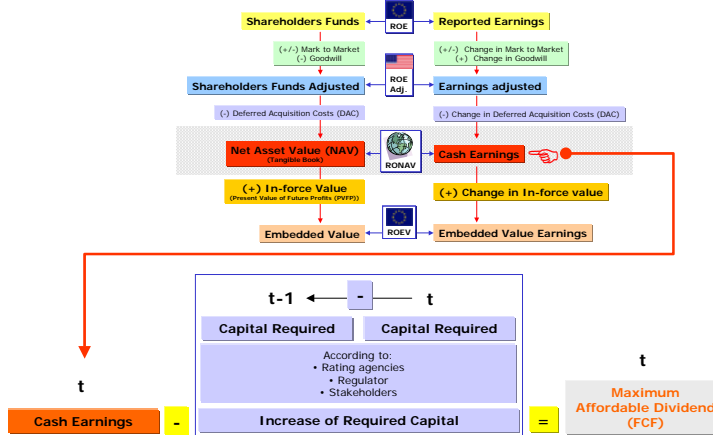 Shareholders Funds
ROE
Reported Earnings
(+/-) Mark to Market
(-) Goodwill
(+/-) Change in Mark to Market
(+) Change in Goodwill
Shareholders Funds Adjusted
ROE
Adj.
Earnings adjusted
(-) Deferred Acquisition Costs (DAC)
(-) Change in Deferred Acquisition Costs (DAC)
Net Asset Value (NAV)
(Tangible Book)
RONAV
Cash Earnings
(+) In-force Value
(Present Value of Future Profits (PVFP))
(+) Change in In-force value
Embedded Value
ROEV
Embedded Value Earnings
t-1
-
t
Capital Required
Capital Required
According to:
• Rating agencies
• Regulator
• Stakeholders
t
t
Cash Earnings
-
Increase of Required Capital
=
Maximum
Affordable Dividend
(FCF)